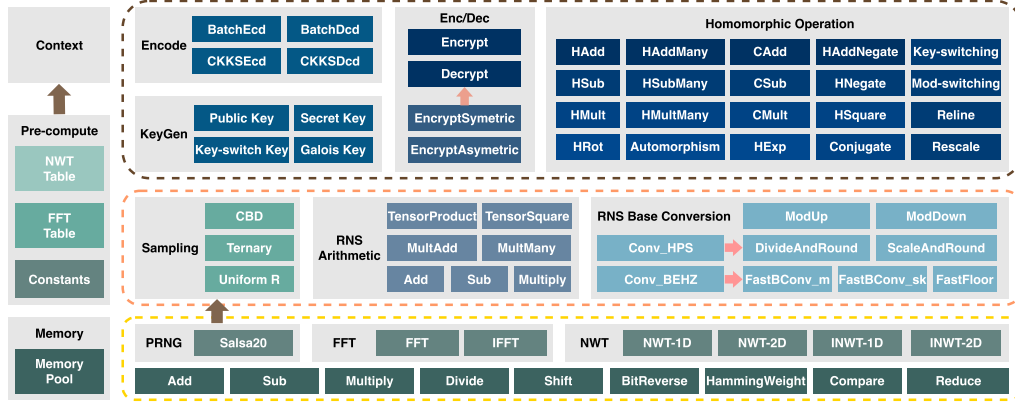 Context
Pre-compute
NWT
Table
FFT
Table
Constants
Memory
Memory
Pool
Encode
BatchEcd
BatchDcd
CKKSEcd
CKKSDcd
KeyGen
Public Key
Secret Key
Key-switch Key
Galois Key
Enc/Dec
Encrypt
Decrypt
EncryptSymetric
EncryptAsymetric
Homomorphic Operation
HAdd
HAddMany
CAdd
HAddNegate
Key-switching
HSub
HSubMany
CSub
HNegate
Mod-switching
HMult
HMultMany
CMult
HSquare
Reline
HRot
Automorphism
HExp
Conjugate
Rescale
Sampling
CBD
Ternary
Uniform R
RNS
Arithmetic
TensorProduct
TensorSquare
MultAdd
MultMany
Add
Sub
Multiply
RNS Base Conversion
ModUp
ModDown
Conv_HPS
DivideAndRound
ScaleAndRound
Conv_BEHZ
FastBConv_m
FastBConv_sk
FastFloor
PRNG
Salsa20
FFT
FFT
IFFT
NWT
NWT-1D
NWT-2D
INWT-1D
INWT-2D
Add
Sub
Multiply
Divide
Shift
BitReverse
HammingWeight
Compare
Reduce